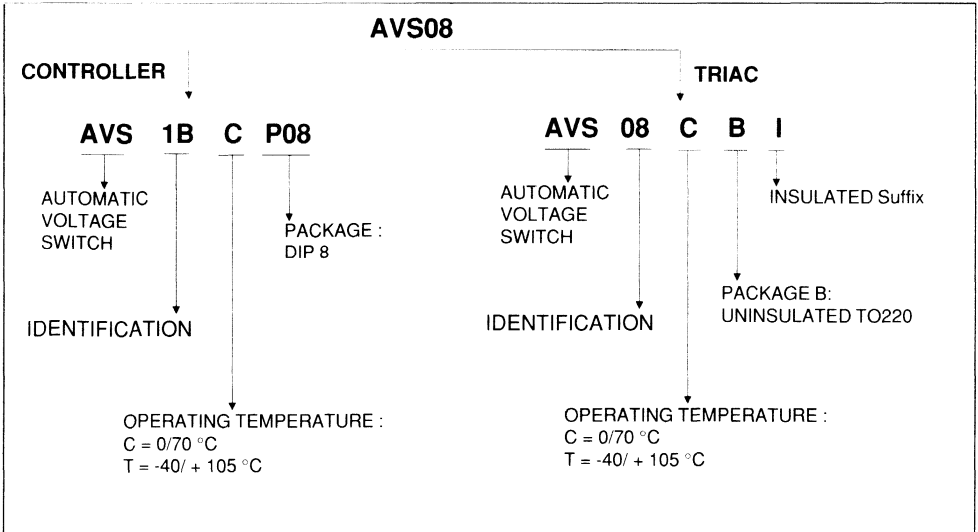 AVS08
CONTROLLER
TRIAC
AVS 1B C P08
AVS 08 C B I
AUTOMATIC
VOLTAGE
SWITCH
PACKAGE :
DIP 8
IDENTIFICATION
OPERATING TEMPERATURE :
C = 0/70 °C
T = -40/ + 105 °C
AUTOMATIC
VOLTAGE
SWITCH
INSULATED Suffix
PACKAGE B:
UNINSULATED TO220
IDENTIFICATION
OPERATING TEMPERATURE :
C = 0/70 °C
T = -40/ + 105 °C